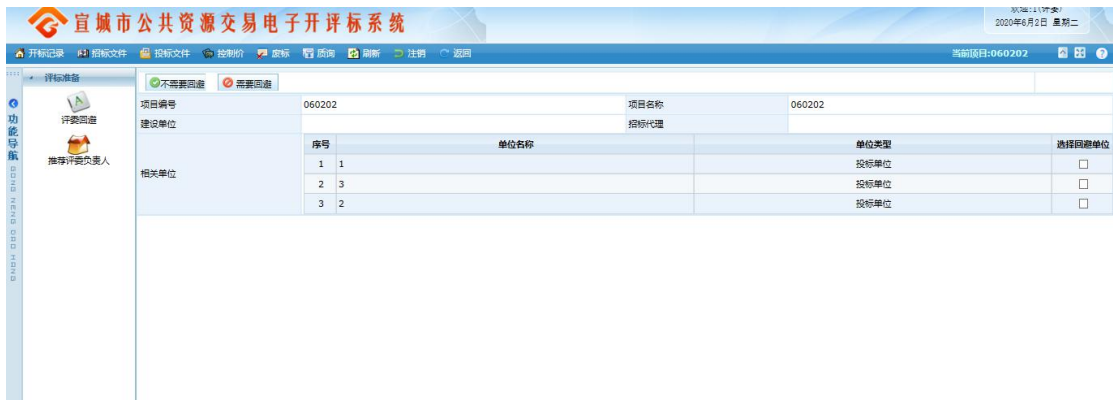 宜城市公共资源交易电子开评标系统
欢迎:1(评委)
2020年6月2日 星期二
开标记录 招标文件 投标文件 控制价 废标 质询 刷新 注销 返回 当前项目:060202
功能导航
评标准备
评委回避
推荐评委负责人
不需要回避 需要回避
项目编号 060202 项目名称 060202
建设单位 招标代理
相关单位
序号 单位名称 单位类型 选择回避单位
1 1 投标单位
2 3 投标单位
3 2 投标单位